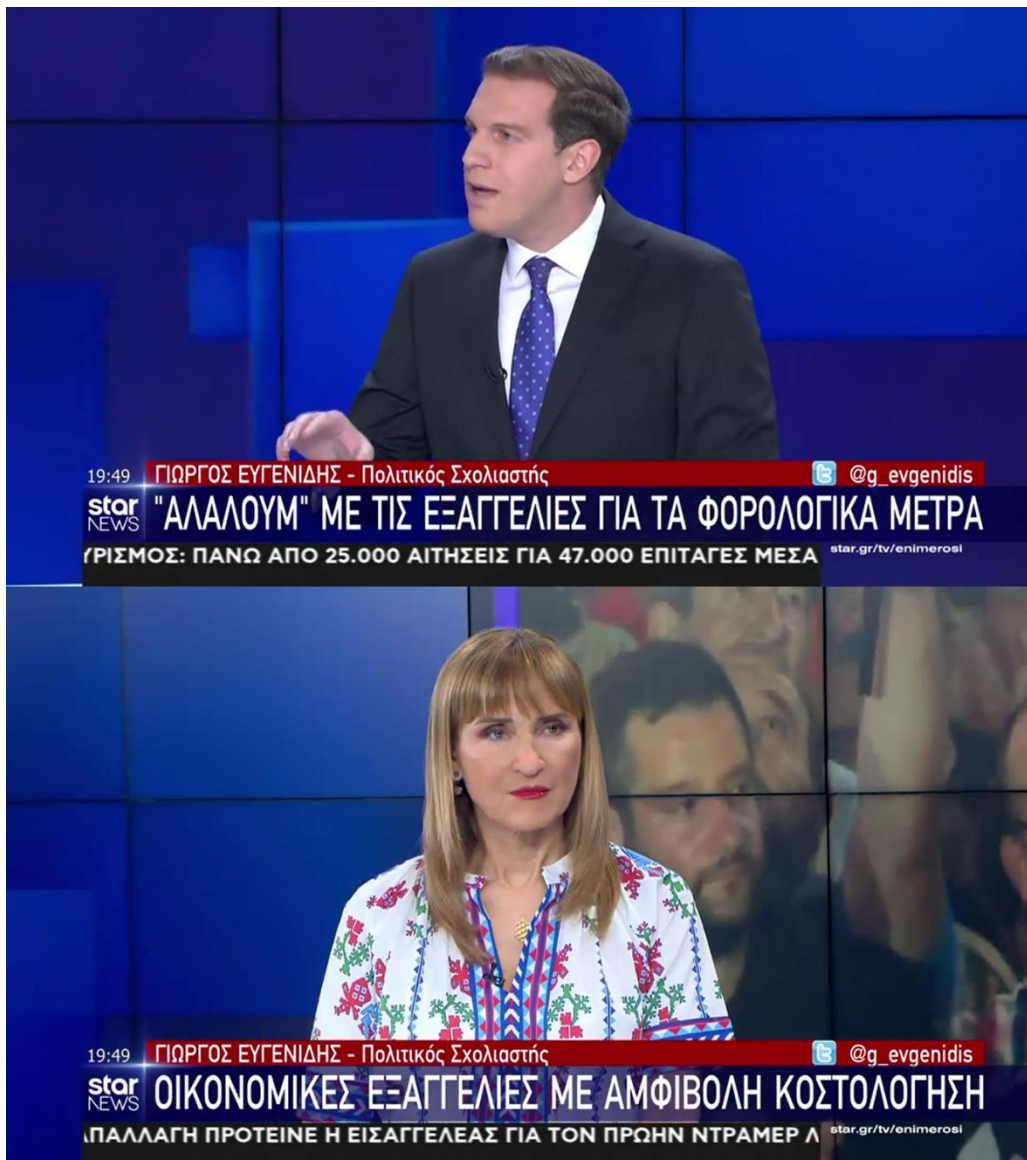 19:49 ΓΙΩΡΓΟΣ ΕΥΓΕΝΙΔΗΣ - Πολιτικός Σχολιαστής @g_evgenidis
star NEWS "ΑΛΑΛΟΥΜ" ΜΕ ΤΙΣ ΕΞΑΓΓΕΛΙΕΣ ΓΙΑ ΤΑ ΦΟΡΟΛΟΓΙΚΑ ΜΕΤΡΑ
ΥΡΙΣΜΟΣ: ΠΑΝΩ ΑΠΟ 25.000 ΑΙΤΗΣΕΙΣ ΓΙΑ 47.000 ΕΠΙΤΑΓΕΣ ΜΕΣΑ star.gr/tv/enimerosi
19:49 ΓΙΩΡΓΟΣ ΕΥΓΕΝΙΔΗΣ - Πολιτικός Σχολιαστής @g_evgenidis
star NEWS ΟΙΚΟΝΟΜΙΚΕΣ ΕΞΑΓΓΕΛΙΕΣ ΜΕ ΑΜΦΙΒΟΛΗ ΚΟΣΤΟΛΟΓΗΣΗ
ΑΠΑΛΛΑΓΗ ΠΡΟΤΕΙΝΕ Η ΕΙΣΑΓΓΕΛΕΑΣ ΓΙΑ ΤΟΝ ΠΡΩΗΝ ΝΤΡΑΜΕΡ Λ star.gr/tv/enimerosi